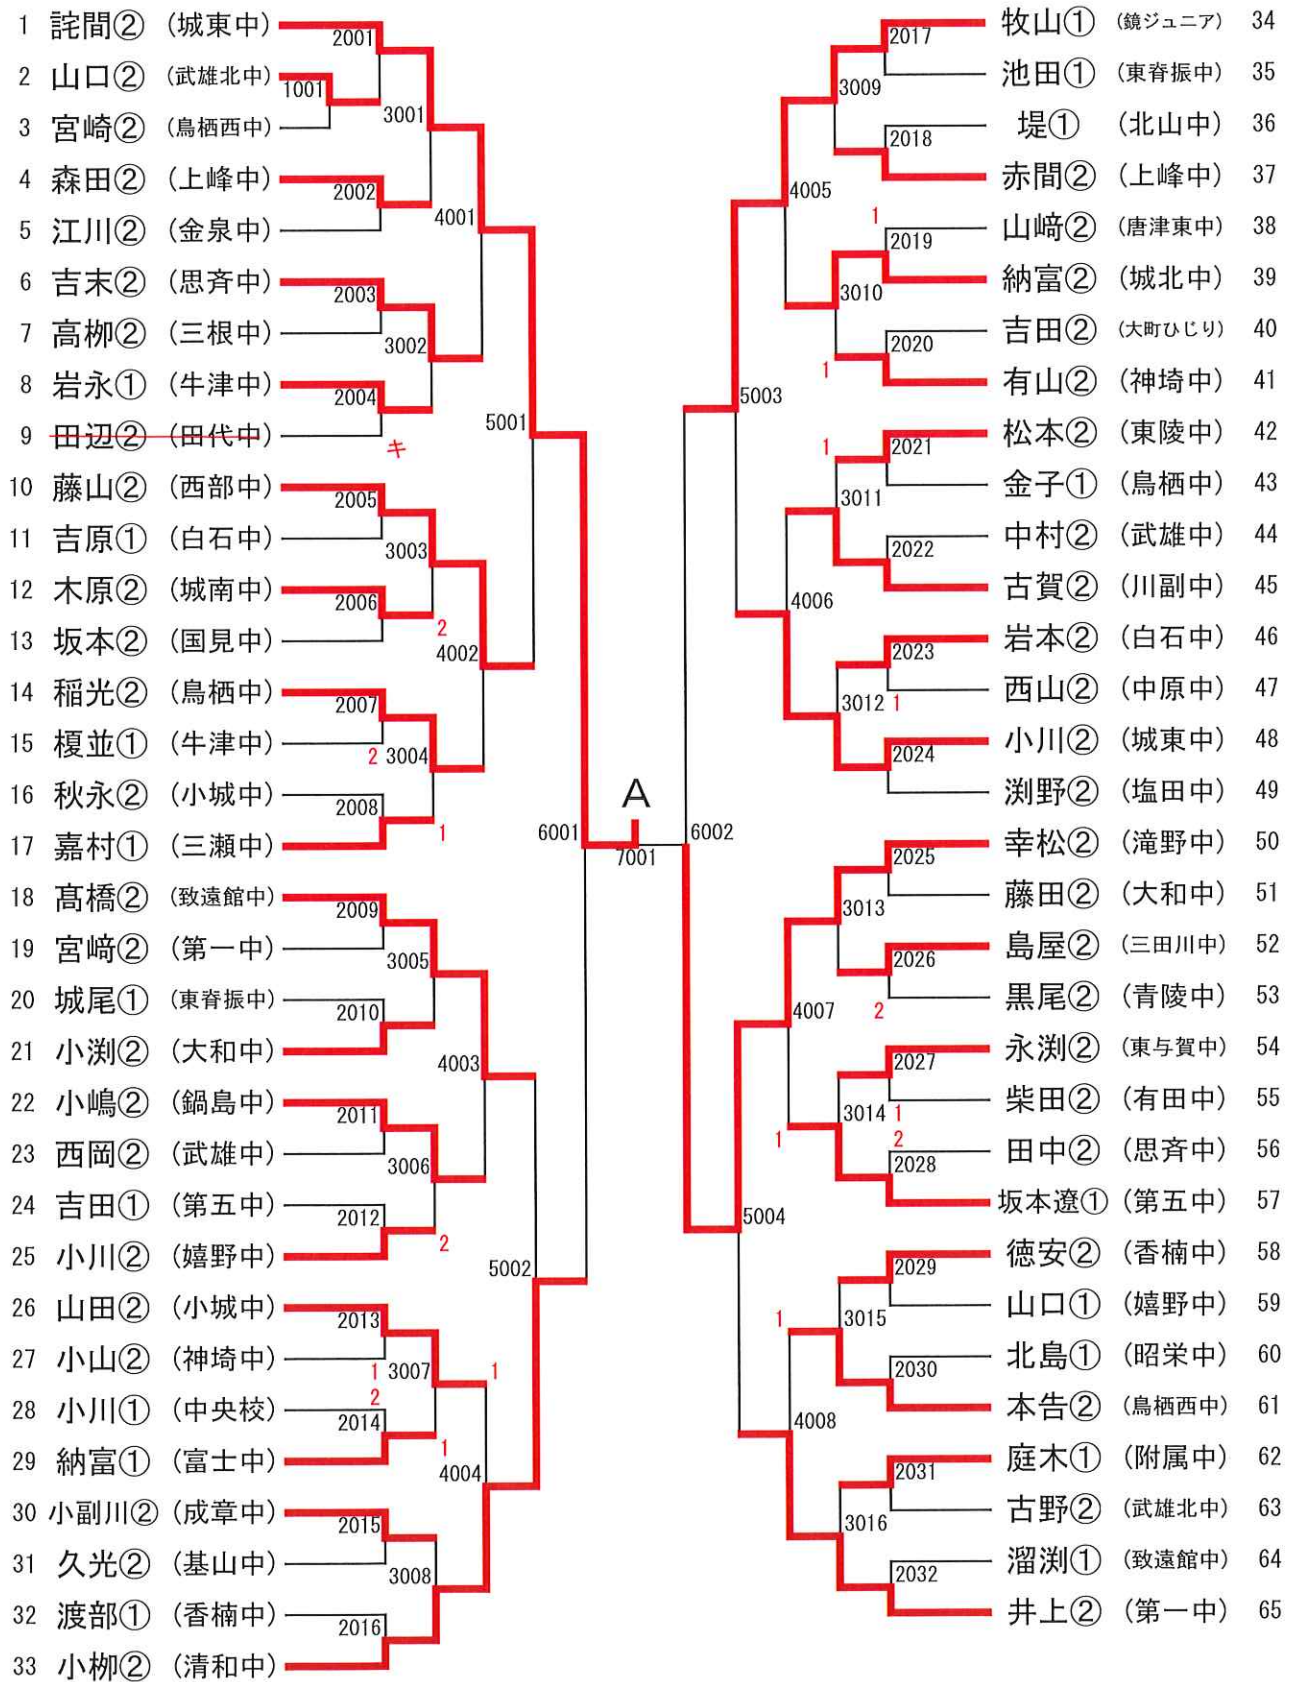 1 詫間② (城東中)
2 山口② (武雄北中)
3 宮崎② (鳥栖西中)
4 森田② (上峰中)
5 江川② (金泉中)
6 吉末② (思斉中)
7 高栁② (三根中)
8 岩永① (牛津中)
9 田辺② (田代中)
キ
10 藤山② (西部中)
11 吉原① (白石中)
12 木原② (城南中)
13 坂本② (国見中)
14 稲光② (鳥栖中)
15 榎並① (牛津中)
16 秋永② (小城中)
17 嘉村① (三瀬中)
18 髙橋② (致遠館中)
19 宮﨑② (第一中)
20 城尾① (東脊振中)
21 小渕② (大和中)
22 小嶋② (鍋島中)
23 西岡② (武雄中)
24 吉田① (第五中)
25 小川② (嬉野中)
26 山田② (小城中)
27 小山② (神埼中)
28 小川① (中央校)
29 納富① (富士中)
30 小副川② (成章中)
31 久光② (基山中)
32 渡部① (香楠中)
33 小栁② (清和中)
1001
2001
2002
2003
2004
2005
2006
2
2007
2
2008
1
2009
2010
2011
2012
2
2013
1
2
2014
1
2015
2016
3001
3002
3003
3004
3005
3006
3007
1
3008
4001
4002
4003
4004
5001
5002
6001
A
7001
6002
5003
5004
4005
4006
4007
1
1
4008
3009
3010
1
1
3011
3012
3013
3014
3015
3016
2017
2018
1
2019
2020
2021
2022
2023
1
2024
2025
2026
2
2027
1
2
2028
2029
2030
2031
2032
牧山① (鏡ジュニア) 34
池田① (東脊振中) 35
堤① (北山中) 36
赤間② (上峰中) 37
山﨑② (唐津東中) 38
納富② (城北中) 39
吉田② (大町ひじり) 40
有山② (神埼中) 41
松本② (東陵中) 42
金子① (鳥栖中) 43
中村② (武雄中) 44
古賀② (川副中) 45
岩本② (白石中) 46
西山② (中原中) 47
小川② (城東中) 48
渕野② (塩田中) 49
幸松② (滝野中) 50
藤田② (大和中) 51
島屋② (三田川中) 52
黒尾② (青陵中) 53
永渕② (東与賀中) 54
柴田② (有田中) 55
田中② (思斉中) 56
坂本遼① (第五中) 57
徳安② (香楠中) 58
山口① (嬉野中) 59
北島① (昭栄中) 60
本告② (鳥栖西中) 61
庭木① (附属中) 62
古野② (武雄北中) 63
溜渕① (致遠館中) 64
井上② (第一中) 65